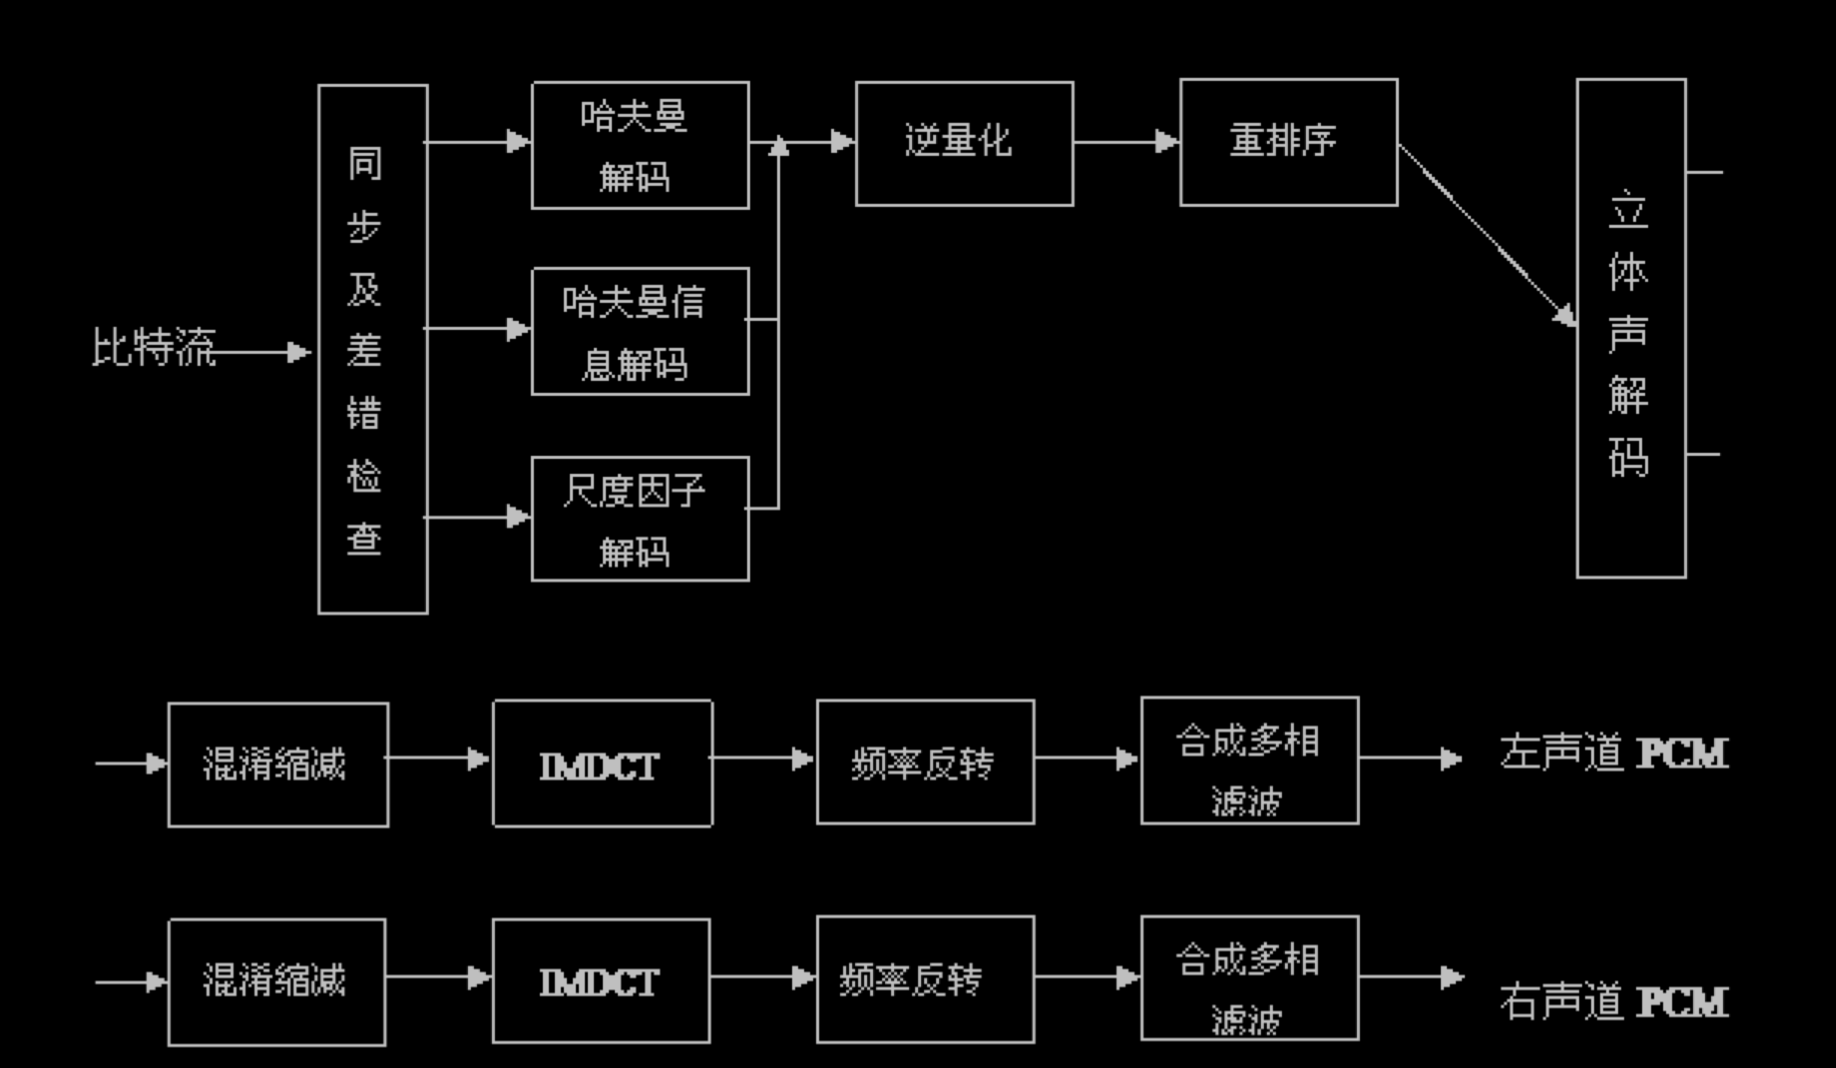 比特流
同
步
及
差
错
检
查
哈夫曼
解码
哈夫曼信
息解码
尺度因子
解码
逆量化
重排序
立
体
声
解
码
混淆缩减
IMDCT
频率反转
合成多相
滤波
左声道 PCM
混淆缩减
IMDCT
频率反转
合成多相
滤波
右声道 PCM